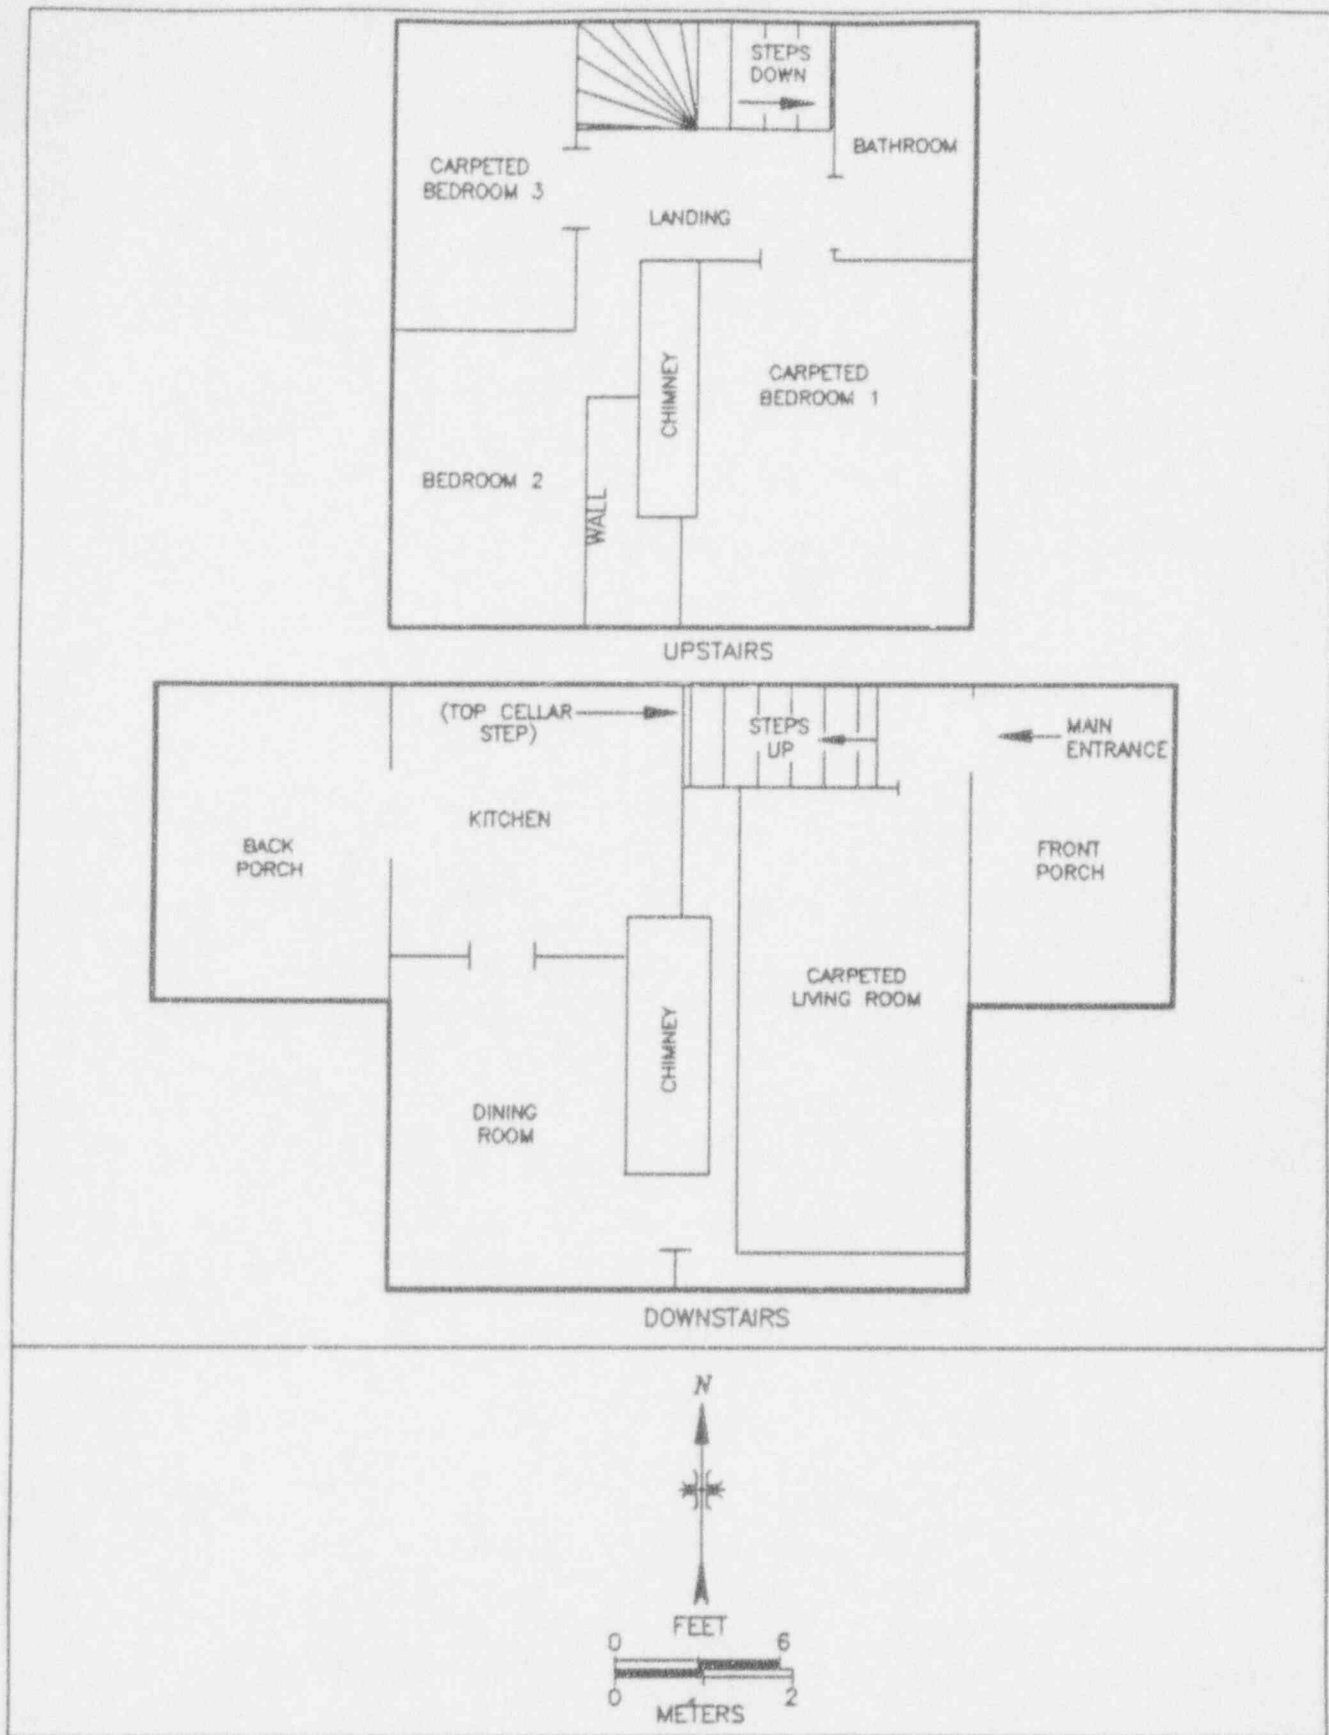 STEPS
DOWN
BATHROOM
CARPETED
BEDROOM 3
LANDING
CHIMNEY
CARPETED
BEDROOM 1
BEDROOM 2
WALL
UPSTAIRS
(TOP CELLAR
STEP)
STEPS
UP
MAIN
ENTRANCE
KITCHEN
BACK
PORCH
FRONT
PORCH
CARPETED
LIVING ROOM
CHIMNEY
DINING
ROOM
DOWNSTAIRS
N
FEET
0 6
0 1 2
METERS